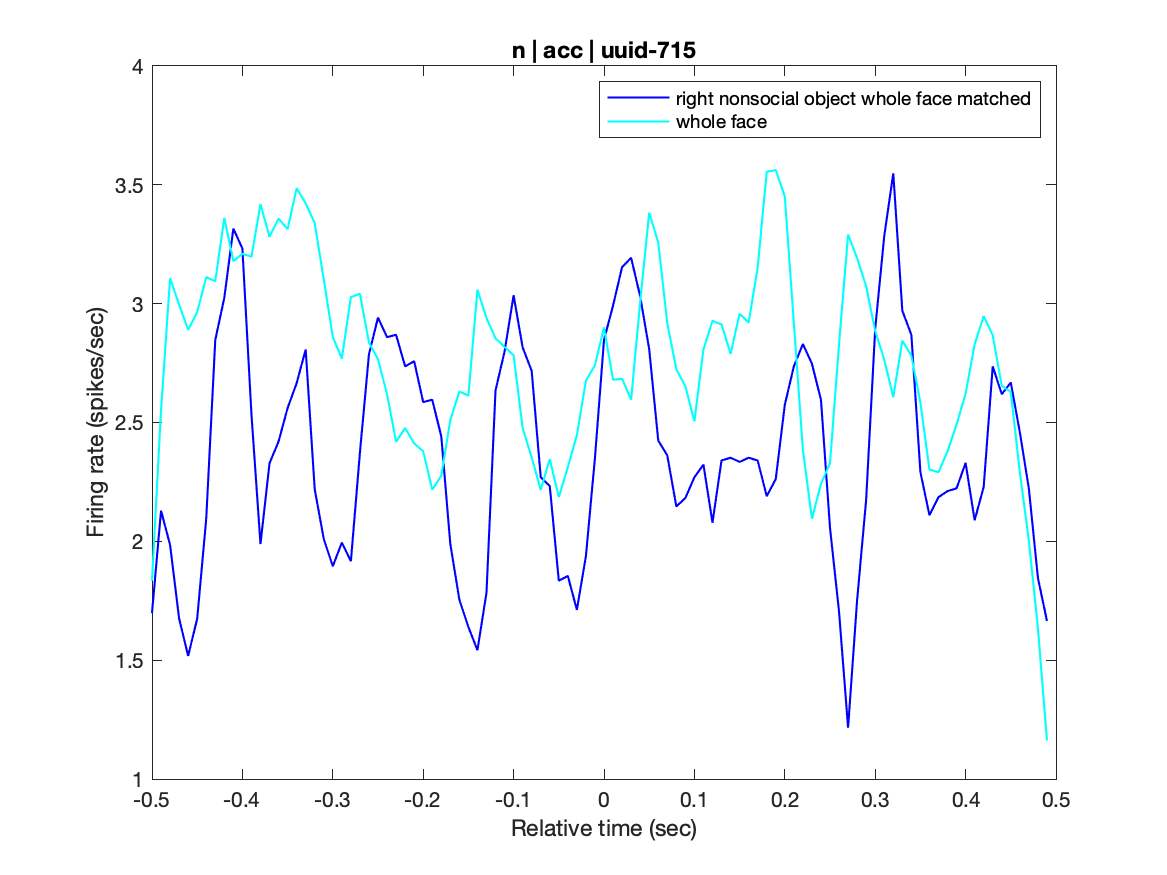 n | acc | uuid-715
right nonsocial object whole face matched
whole face
4
3.5
3
2.5
2
1.5
1
Firing rate (spikes/sec)
-0.5 -0.4 -0.3 -0.2 -0.1 0 0.1 0.2 0.3 0.4 0.5
Relative time (sec)